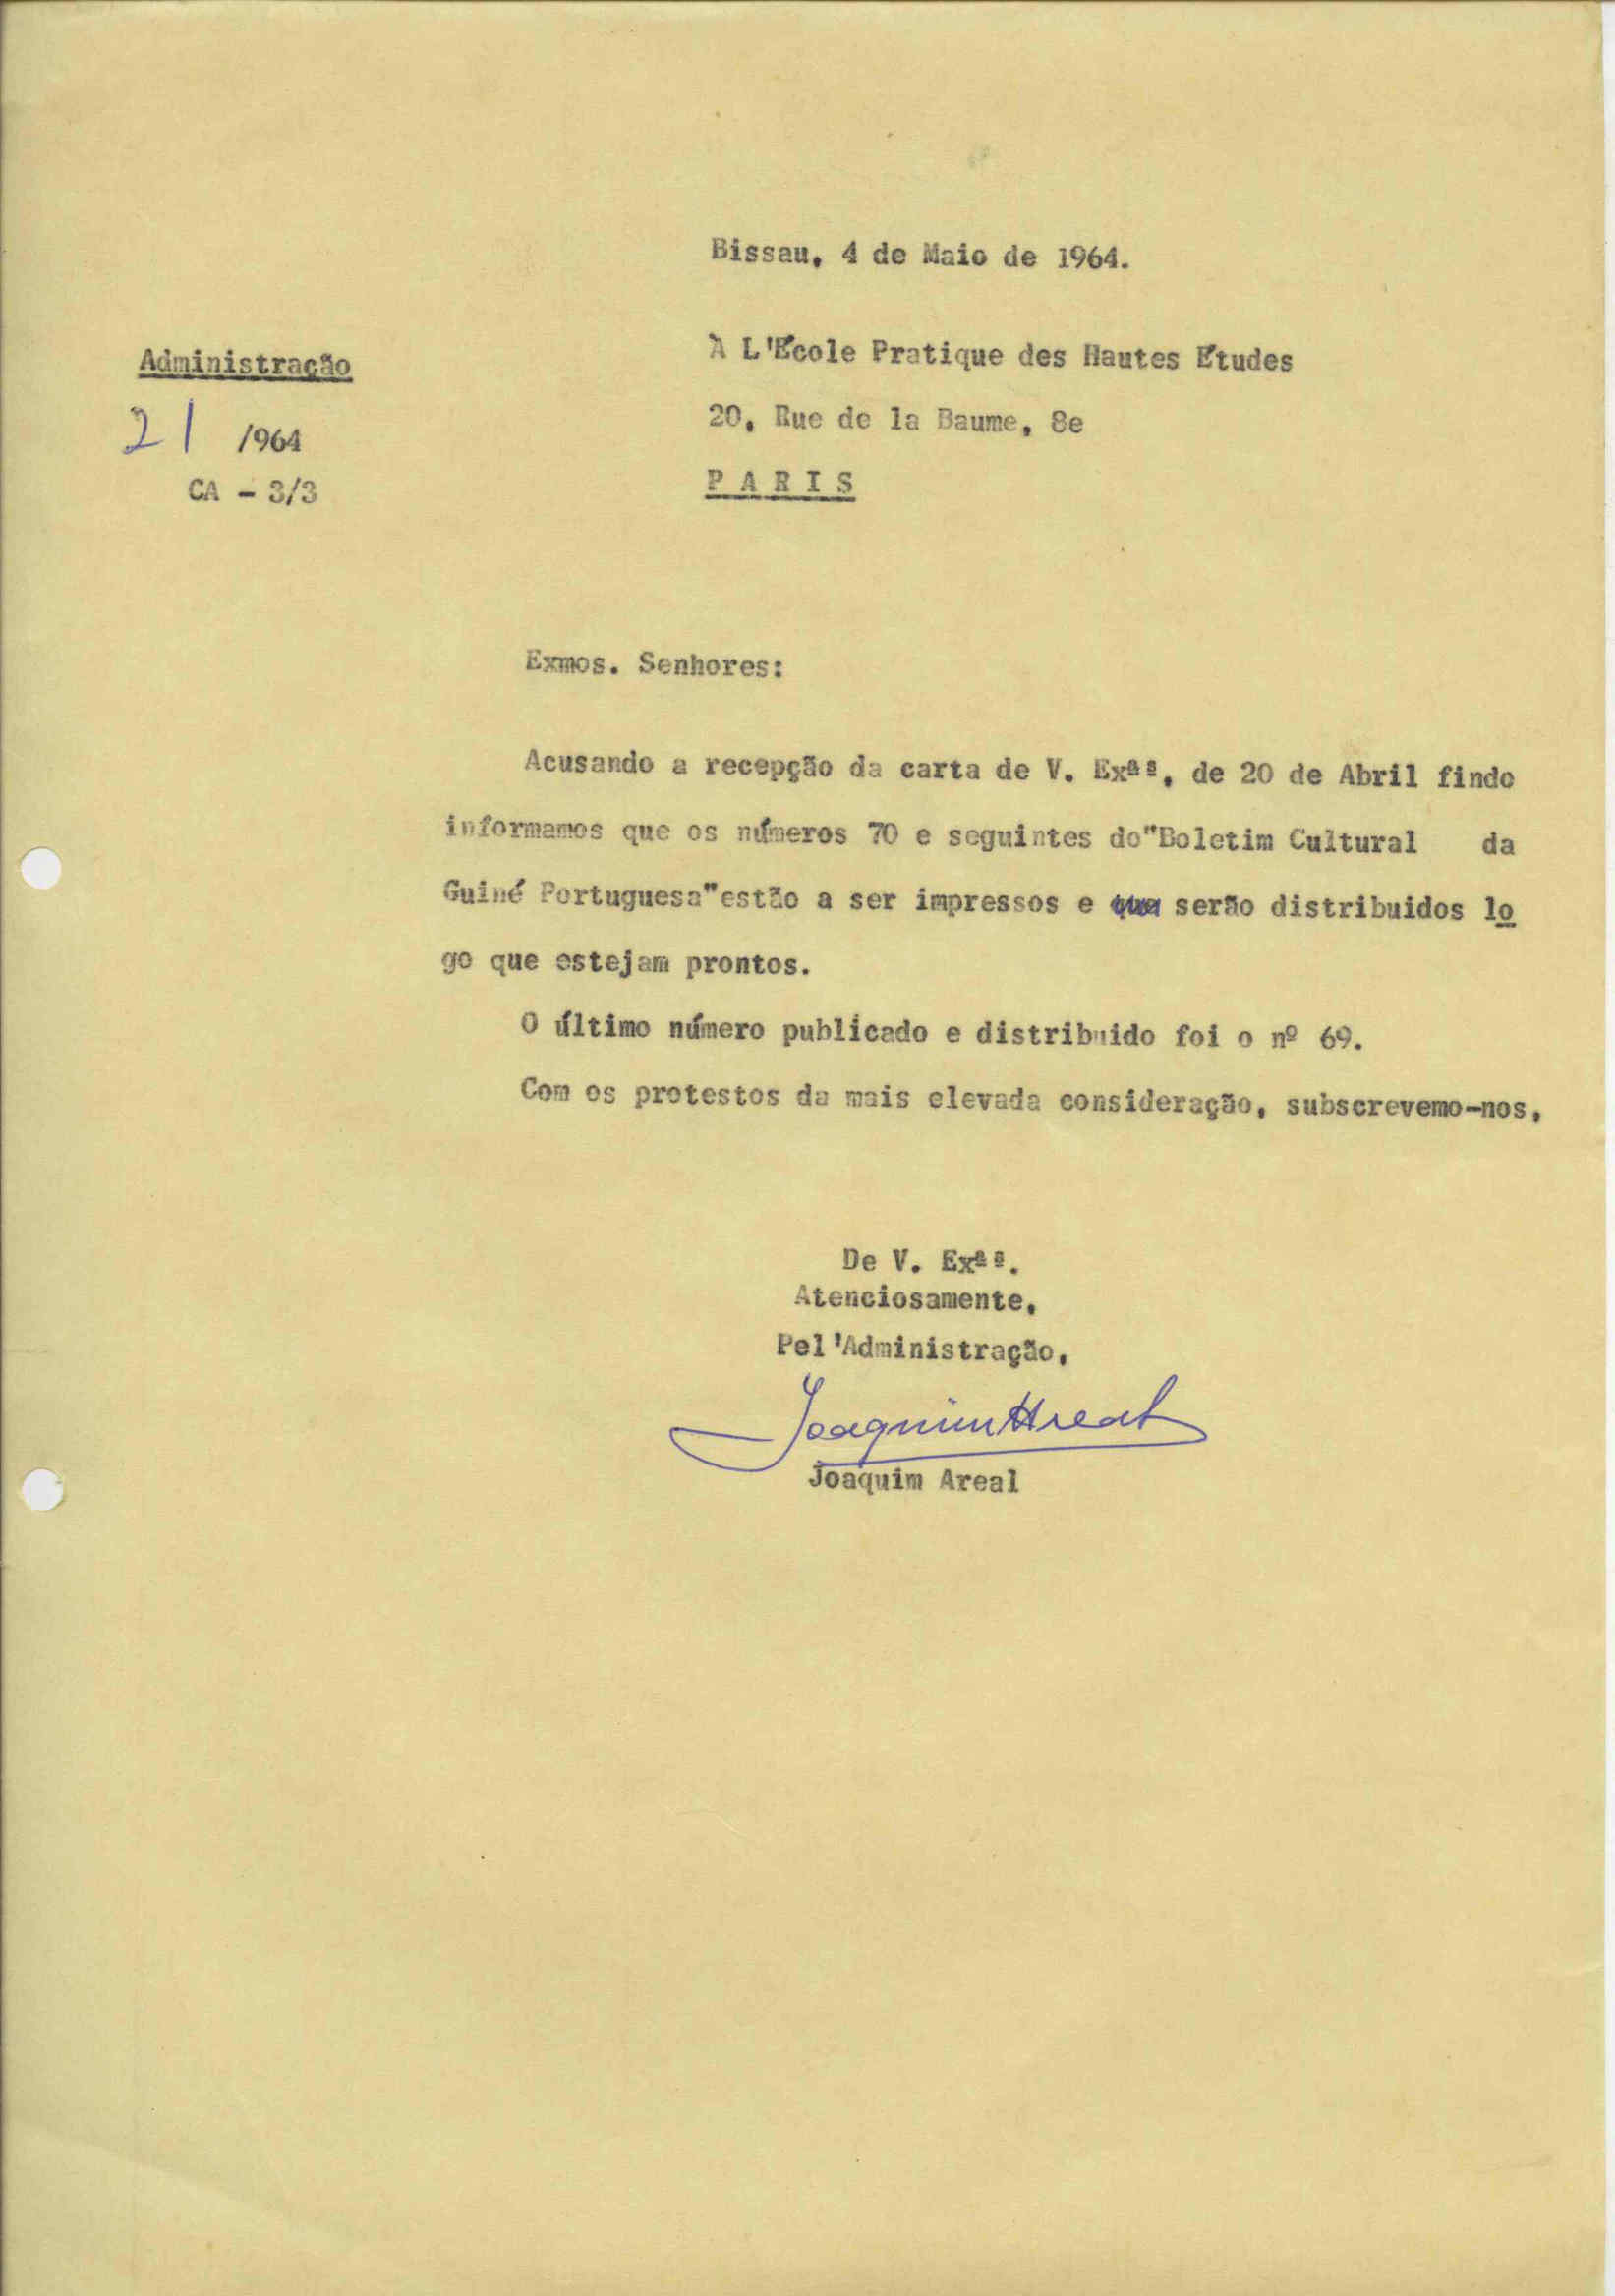 Bissau, 4 de Maio de 1964.
À L'École Pratique des Hautes Études
Administração
20, Rue de la Baume, 8e
21 /964
PARIS
CA - 3/3
Exmos. Senhores:
Acusando a recepção da carta de V. Exªs, de 20 de Abril findo
informamos que os números 70 e seguintes do"Boletim Cultural da
Guiné Portuguesa"estão a ser impressos e que serão distribuidos lo
go que estejam prontos.
O último número publicado e distribuido foi o nº 69.
Com os protestos da mais elevada consideração, subscrevemo-nos,
De V. Exªs.
Atenciosamente,
Pel'Administração,
Joaquim Areal
Joaquim Areal